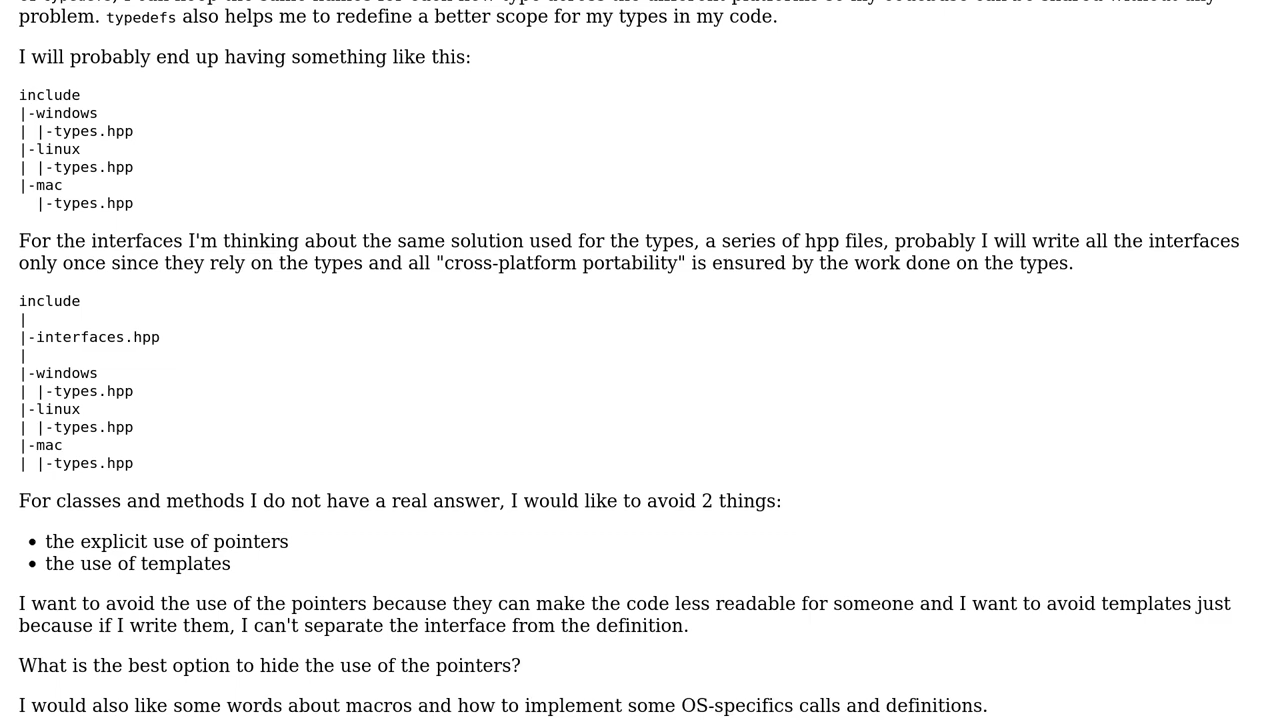 problem. typedefs also helps me to redefine a better scope for my types in my code.
I will probably end up having something like this:
include
|-windows
| |-types.hpp
|-linux
| |-types.hpp
|-mac
  |-types.hpp
For the interfaces I'm thinking about the same solution used for the types, a series of hpp files, probably I will write all the interfaces
only once since they rely on the types and all "cross-platform portability" is ensured by the work done on the types.
include
|
|-interfaces.hpp
|
|-windows
| |-types.hpp
|-linux
| |-types.hpp
|-mac
| |-types.hpp
For classes and methods I do not have a real answer, I would like to avoid 2 things:
• the explicit use of pointers
• the use of templates
I want to avoid the use of the pointers because they can make the code less readable for someone and I want to avoid templates just
because if I write them, I can't separate the interface from the definition.
What is the best option to hide the use of the pointers?
I would also like some words about macros and how to implement some OS-specifics calls and definitions.